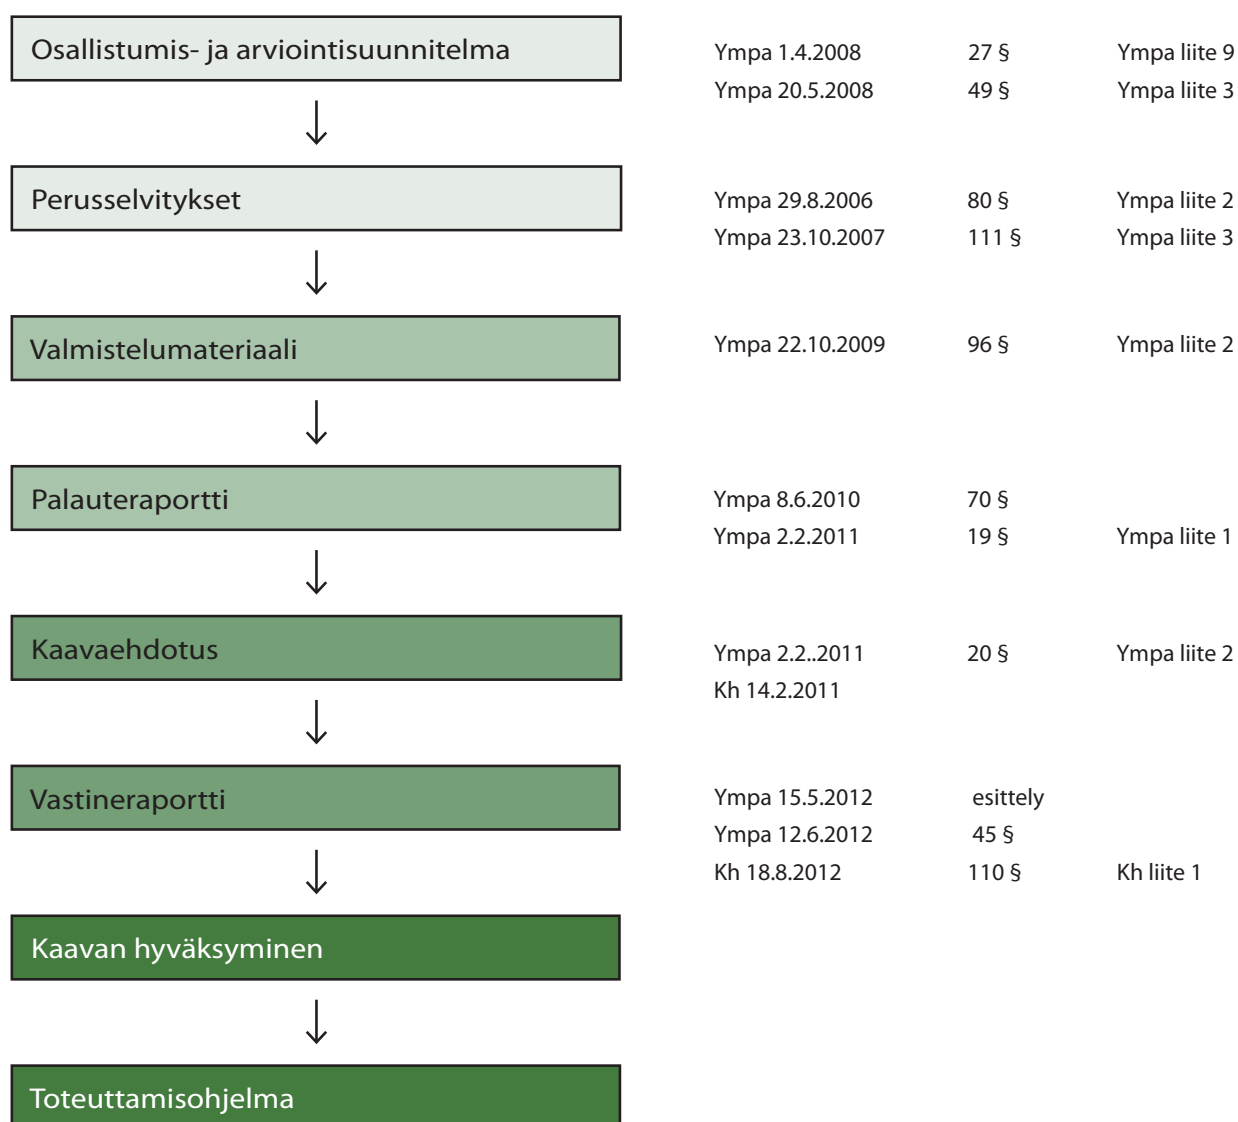 Osallistumis- ja arviointisuunnitelma Ympa 1.4.2008 27 § Ympa liite 9
Ympa 20.5.2008 49 § Ympa liite 3
Perusselvitykset Ympa 29.8.2006 80 § Ympa liite 2
Ympa 23.10.2007 111 § Ympa liite 3
Valmistelumateriaali Ympa 22.10.2009 96 § Ympa liite 2
Palauteraportti Ympa 8.6.2010 70 §
Ympa 2.2.2011 19 § Ympa liite 1
Kaavaehdotus Ympa 2.2..2011 20 § Ympa liite 2
Kh 14.2.2011
Vastineraportti Ympa 15.5.2012 esittely
Ympa 12.6.2012 45 §
Kh 18.8.2012 110 § Kh liite 1
Kaavan hyväksyminen
Toteuttamisohjelma